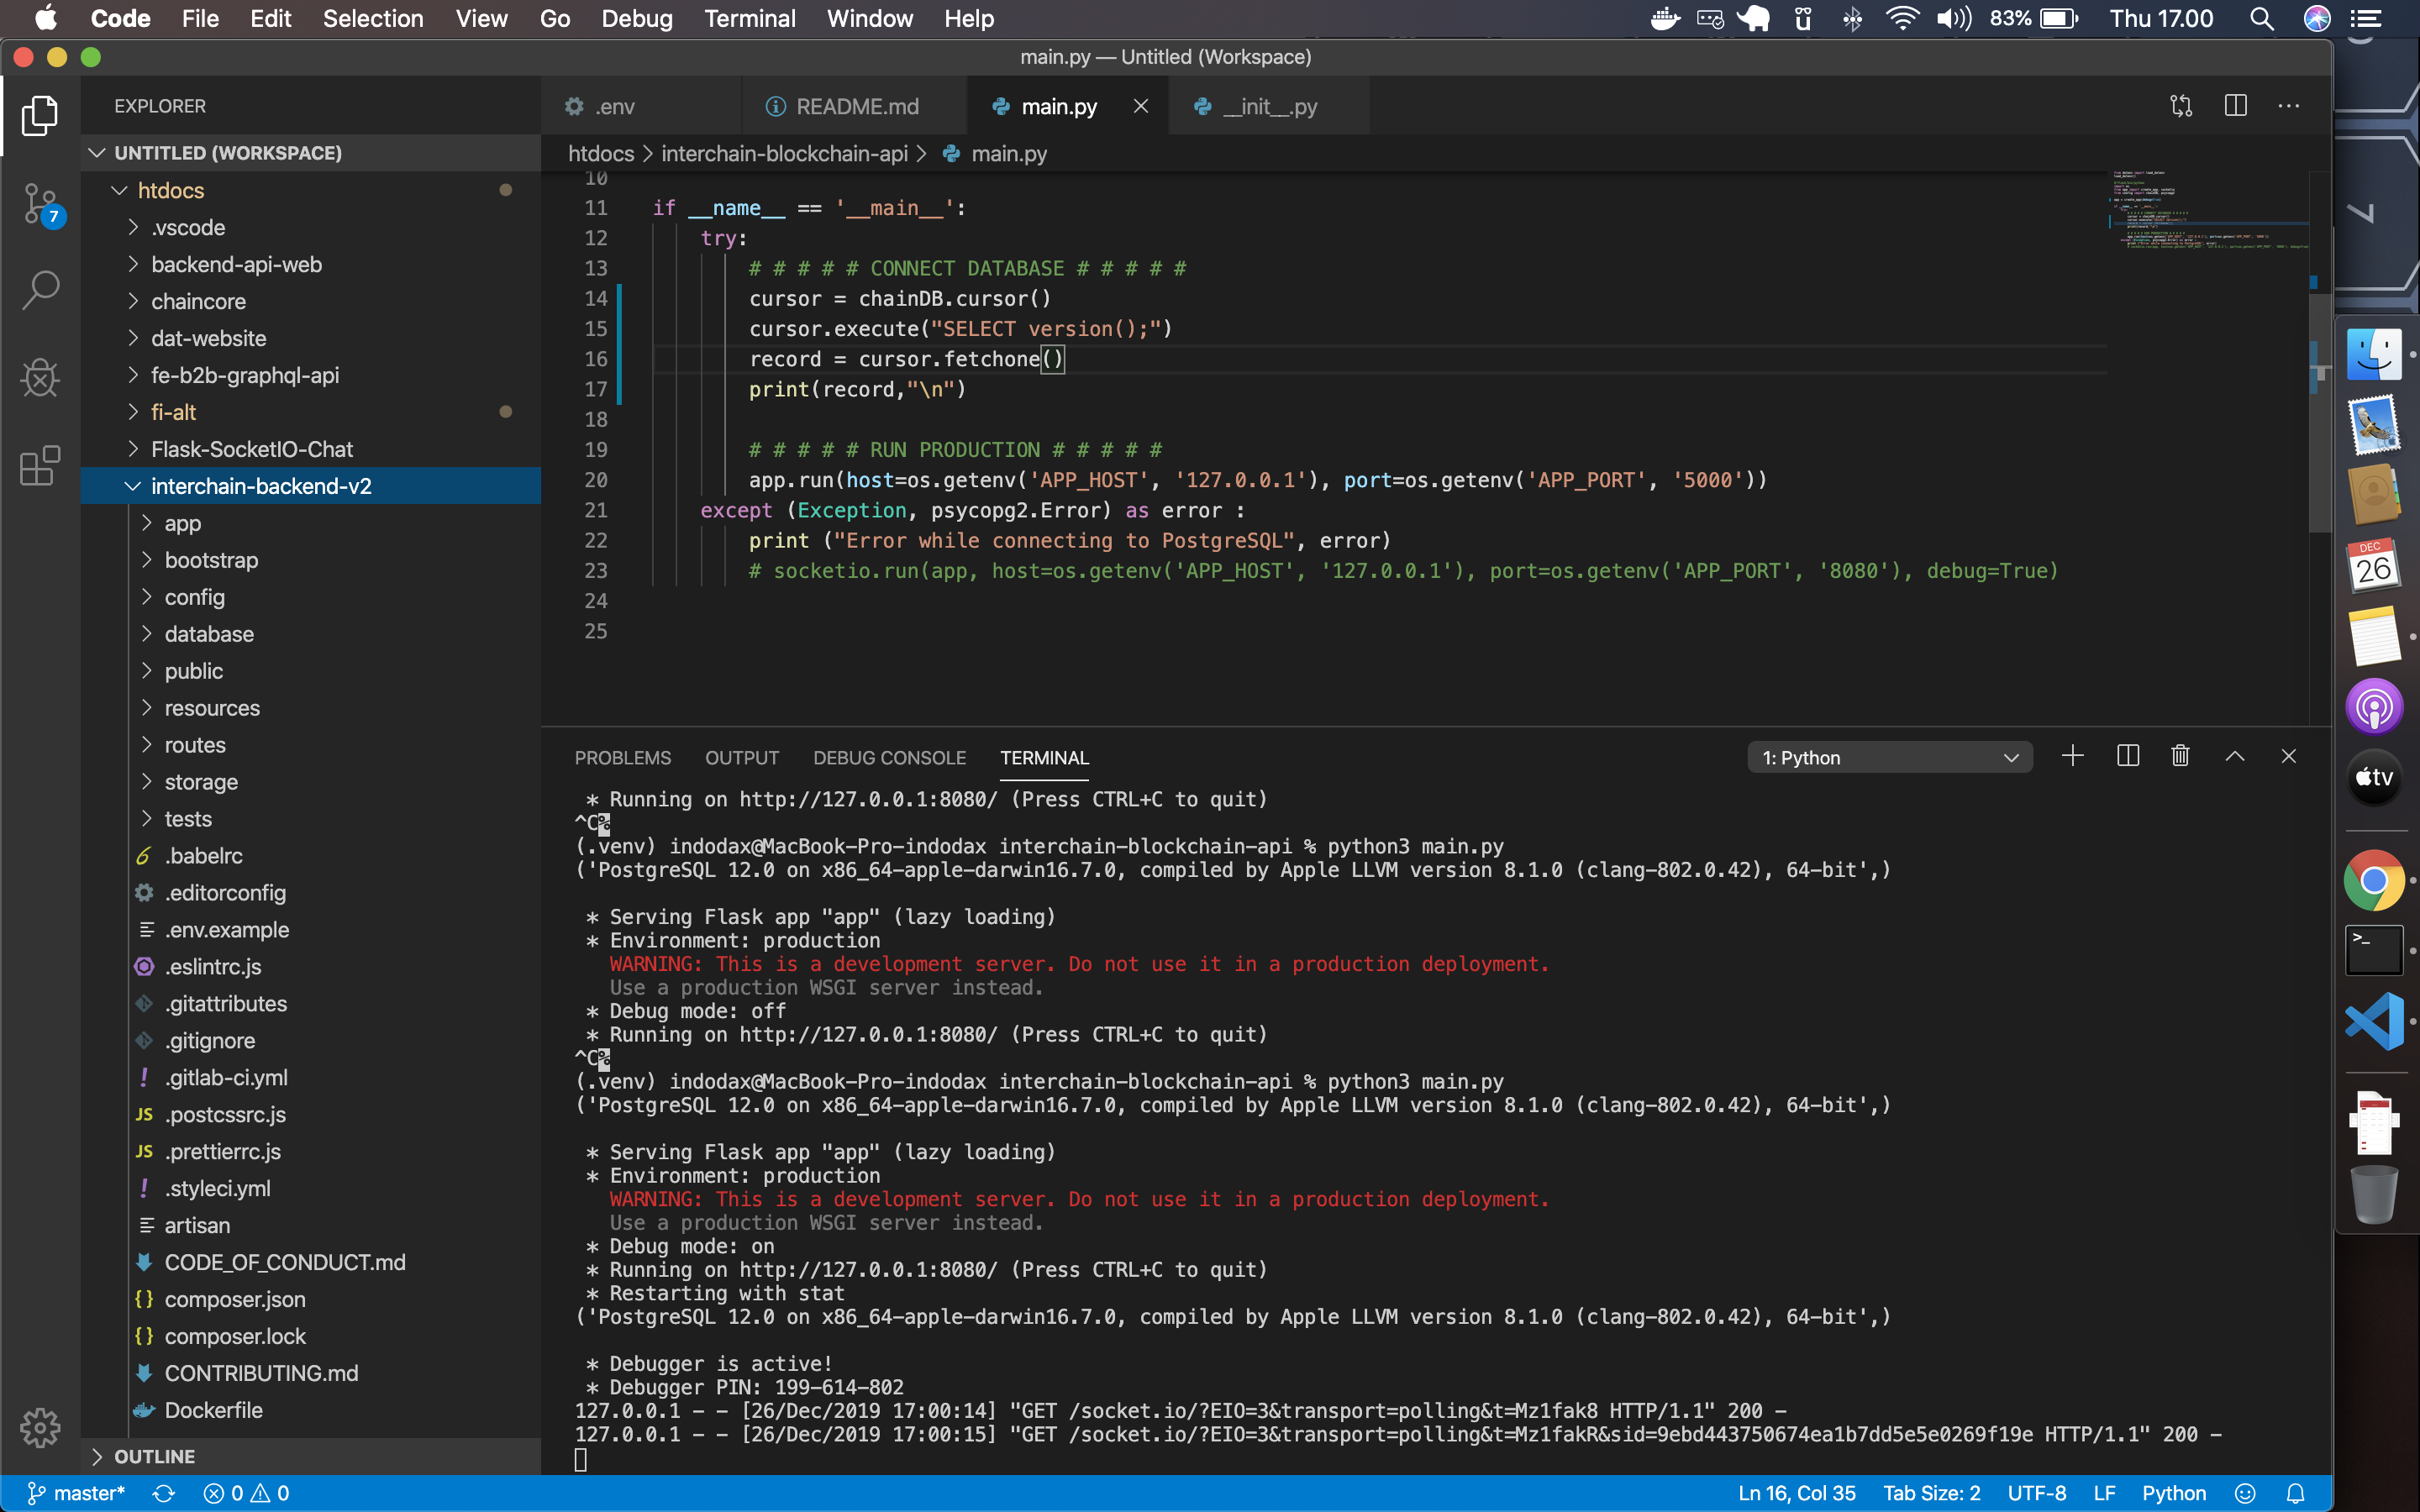 Code File Edit Selection View Go Debug Terminal Window Help 83% Thu 17.00
main.py — Untitled (Workspace)
EXPLORER
UNTITLED (WORKSPACE)
htdocs
.vscode
backend-api-web
chaincore
dat-website
fe-b2b-graphql-api
fi-alt
Flask-SocketIO-Chat
interchain-backend-v2
app
bootstrap
config
database
public
resources
routes
storage
tests
.babelrc
.editorconfig
.env.example
.eslintrc.js
.gitattributes
.gitignore
.gitlab-ci.yml
JS .postcssrc.js
JS .prettierrc.js
.styleci.yml
artisan
CODE_OF_CONDUCT.md
{} composer.json
{} composer.lock
CONTRIBUTING.md
Dockerfile
OUTLINE
7
.env README.md main.py __init__.py
htdocs > interchain-blockchain-api > main.py
10
11 if __name__ == '__main__':
12 try:
13 # # # # # CONNECT DATABASE # # # # #
14 cursor = chainDB.cursor()
15 cursor.execute("SELECT version();")
16 record = cursor.fetchone()
17 print(record,"\n")
18
19 # # # # # RUN PRODUCTION # # # # #
20 app.run(host=os.getenv('APP_HOST', '127.0.0.1'), port=os.getenv('APP_PORT', '5000'))
21 except (Exception, psycopg2.Error) as error :
22 print ("Error while connecting to PostgreSQL", error)
23 # socketio.run(app, host=os.getenv('APP_HOST', '127.0.0.1'), port=os.getenv('APP_PORT', '8080'), debug=True)
24
25
PROBLEMS OUTPUT DEBUG CONSOLE TERMINAL 1: Python
* Running on http://127.0.0.1:8080/ (Press CTRL+C to quit)
^C%
(.venv) indodax@MacBook-Pro-indodax interchain-blockchain-api % python3 main.py
('PostgreSQL 12.0 on x86_64-apple-darwin16.7.0, compiled by Apple LLVM version 8.1.0 (clang-802.0.42), 64-bit',)
* Serving Flask app "app" (lazy loading)
* Environment: production
WARNING: This is a development server. Do not use it in a production deployment.
Use a production WSGI server instead.
* Debug mode: off
* Running on http://127.0.0.1:8080/ (Press CTRL+C to quit)
^C%
(.venv) indodax@MacBook-Pro-indodax interchain-blockchain-api % python3 main.py
('PostgreSQL 12.0 on x86_64-apple-darwin16.7.0, compiled by Apple LLVM version 8.1.0 (clang-802.0.42), 64-bit',)
* Serving Flask app "app" (lazy loading)
* Environment: production
WARNING: This is a development server. Do not use it in a production deployment.
Use a production WSGI server instead.
* Debug mode: on
* Running on http://127.0.0.1:8080/ (Press CTRL+C to quit)
* Restarting with stat
('PostgreSQL 12.0 on x86_64-apple-darwin16.7.0, compiled by Apple LLVM version 8.1.0 (clang-802.0.42), 64-bit',)
* Debugger is active!
* Debugger PIN: 199-614-802
127.0.0.1 - - [26/Dec/2019 17:00:14] "GET /socket.io/?EIO=3&transport=polling&t=Mz1fak8 HTTP/1.1" 200 -
127.0.0.1 - - [26/Dec/2019 17:00:15] "GET /socket.io/?EIO=3&transport=polling&t=Mz1fakR&sid=9ebd443750674ea1b7dd5e5e0269f19e HTTP/1.1" 200 -
master* 0 0 Ln 16, Col 35 Tab Size: 2 UTF-8 LF Python
DEC
26
tv